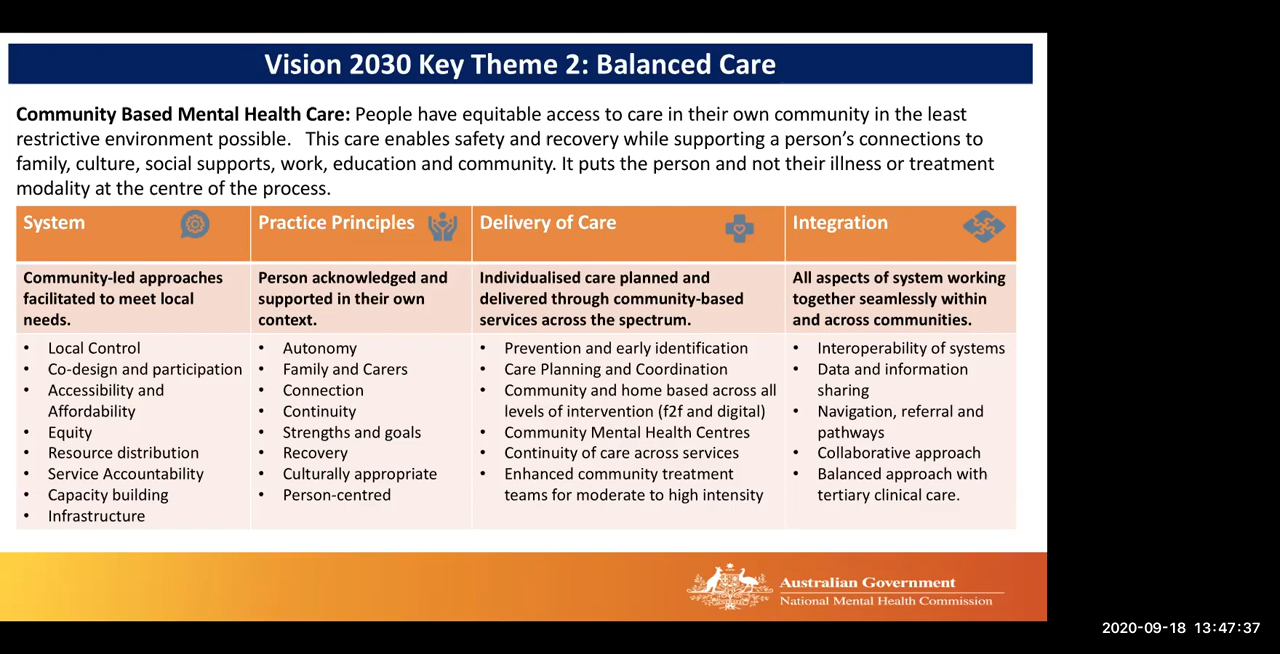 Vision 2030 Key Theme 2: Balanced Care
Community Based Mental Health Care: People have equitable access to care in their own community in the least
restrictive environment possible.   This care enables safety and recovery while supporting a person's connections to
family, culture, social supports, work, education and community. It puts the person and not their illness or treatment
modality at the centre of the process.
System
Community-led approaches
facilitated to meet local
needs.
• Local Control
• Co-design and participation
• Accessibility and
Affordability
• Equity
• Resource distribution
• Service Accountability
• Capacity building
• Infrastructure
Practice Principles
Person acknowledged and
supported in their own
context.
• Autonomy
• Family and Carers
• Connection
• Continuity
• Strengths and goals
• Recovery
• Culturally appropriate
• Person-centred
Delivery of Care
Individualised care planned and
delivered through community-based
services across the spectrum.
• Prevention and early identification
• Care Planning and Coordination
• Community and home based across all
levels of intervention (f2f and digital)
• Community Mental Health Centres
• Continuity of care across services
• Enhanced community treatment
teams for moderate to high intensity
Integration
All aspects of system working
together seamlessly within
and across communities.
• Interoperability of systems
• Data and information
sharing
• Navigation, referral and
pathways
• Collaborative approach
• Balanced approach with
tertiary clinical care.
Australian Government
National Mental Health Commission
2020-09-18 13:47:37